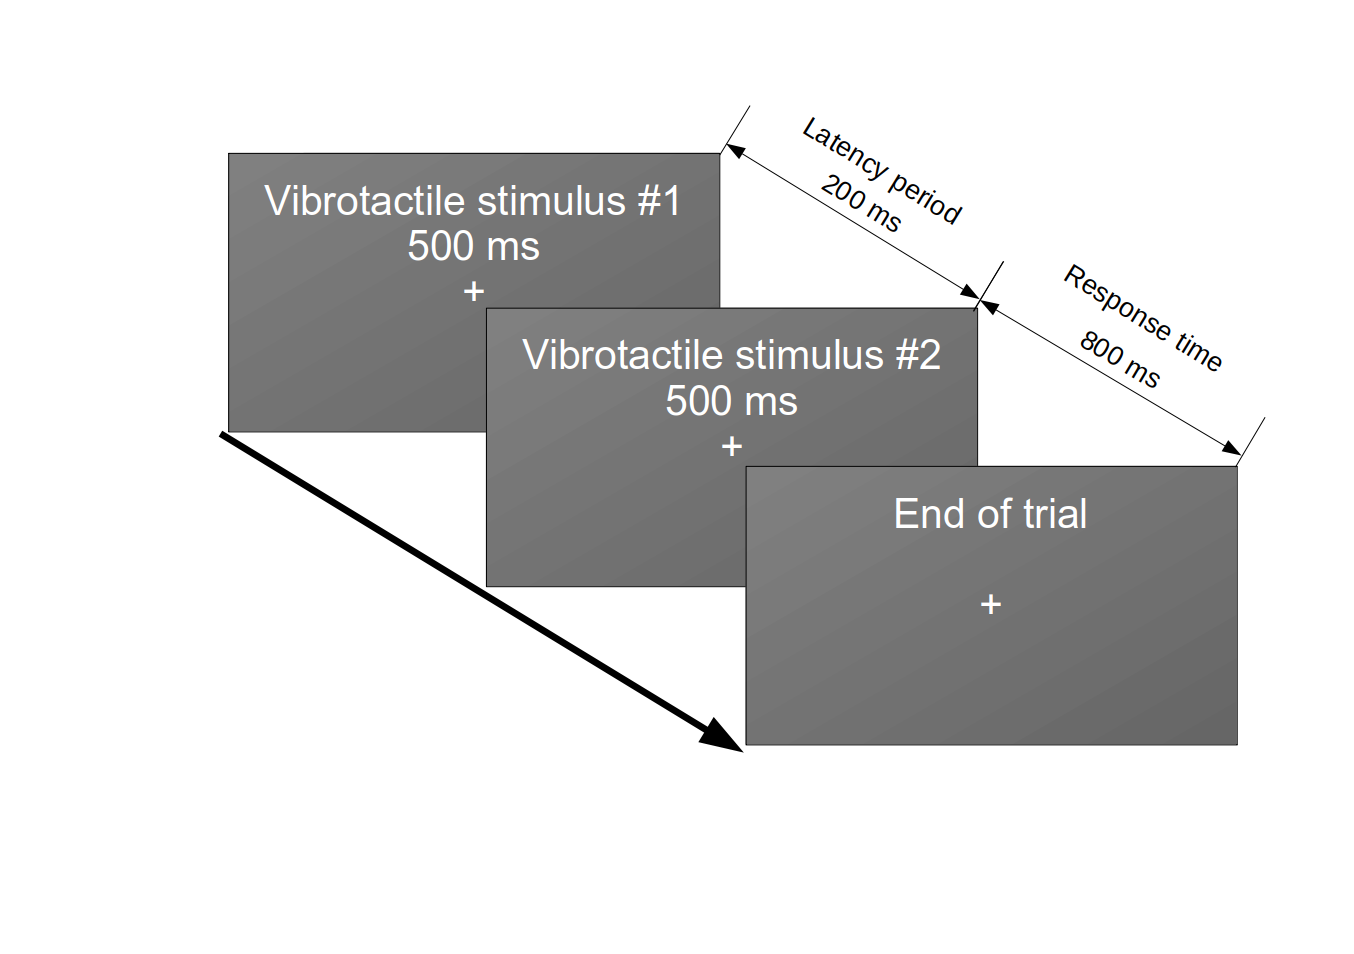 Vibrotactile stimulus #1
500 ms
+
Latency period
200 ms
Vibrotactile stimulus #2
500 ms
+
Response time
800 ms
End of trial
+